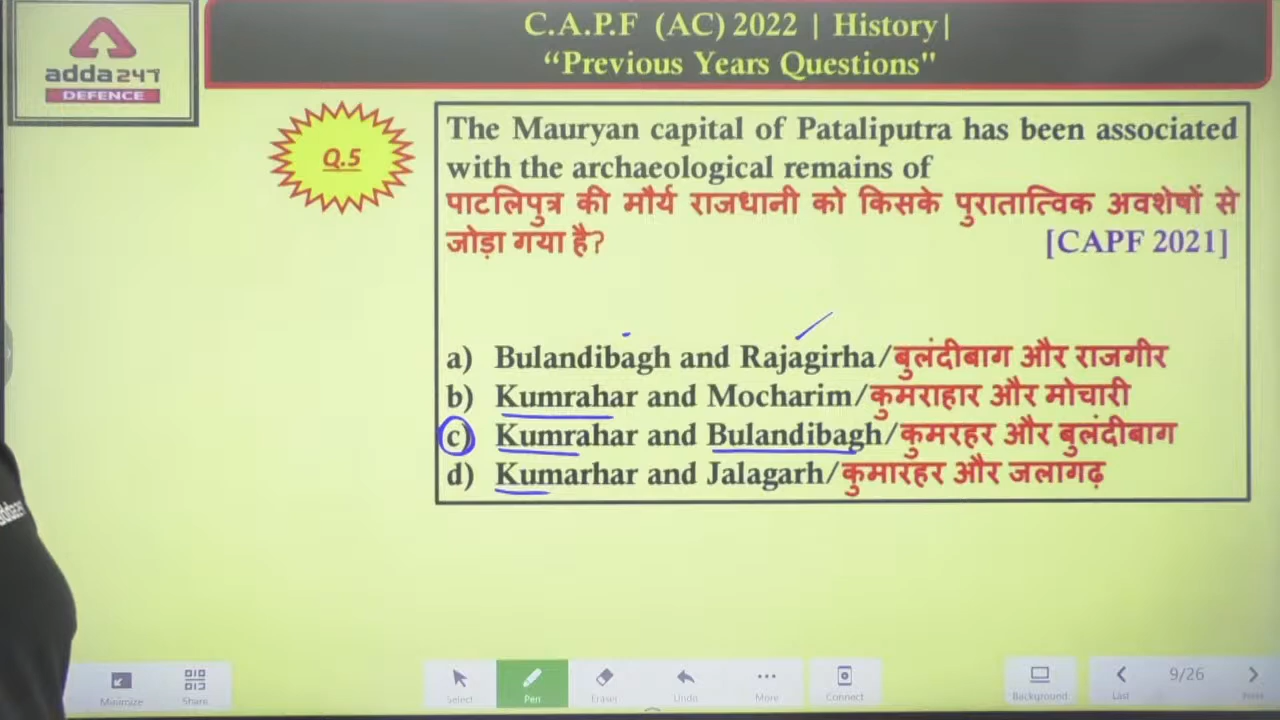 adda247
DEFENCE
C.A.P.F (AC) 2022 | History|
“Previous Years Questions"
Q.5
The Mauryan capital of Pataliputra has been associated
with the archaeological remains of
पाटलिपुत्र की मौर्य राजधानी को किसके पुरातात्विक अवशेषों से
जोड़ा गया है?
[CAPF 2021]
a) Bulandibagh and Rajagirha/बुलंदीबाग और राजगीर
b) Kumrahar and Mocharim/कुमराहार और मोचारी
c) Kumrahar and Bulandibagh/कुमरहर और बुलंदीबाग
d) Kumarhar and Jalagarh/कुमारहर और जलागढ़
Minimize
Share
Select
Pen
Eraser
Undo
More
Connect
Background
Last
9/26